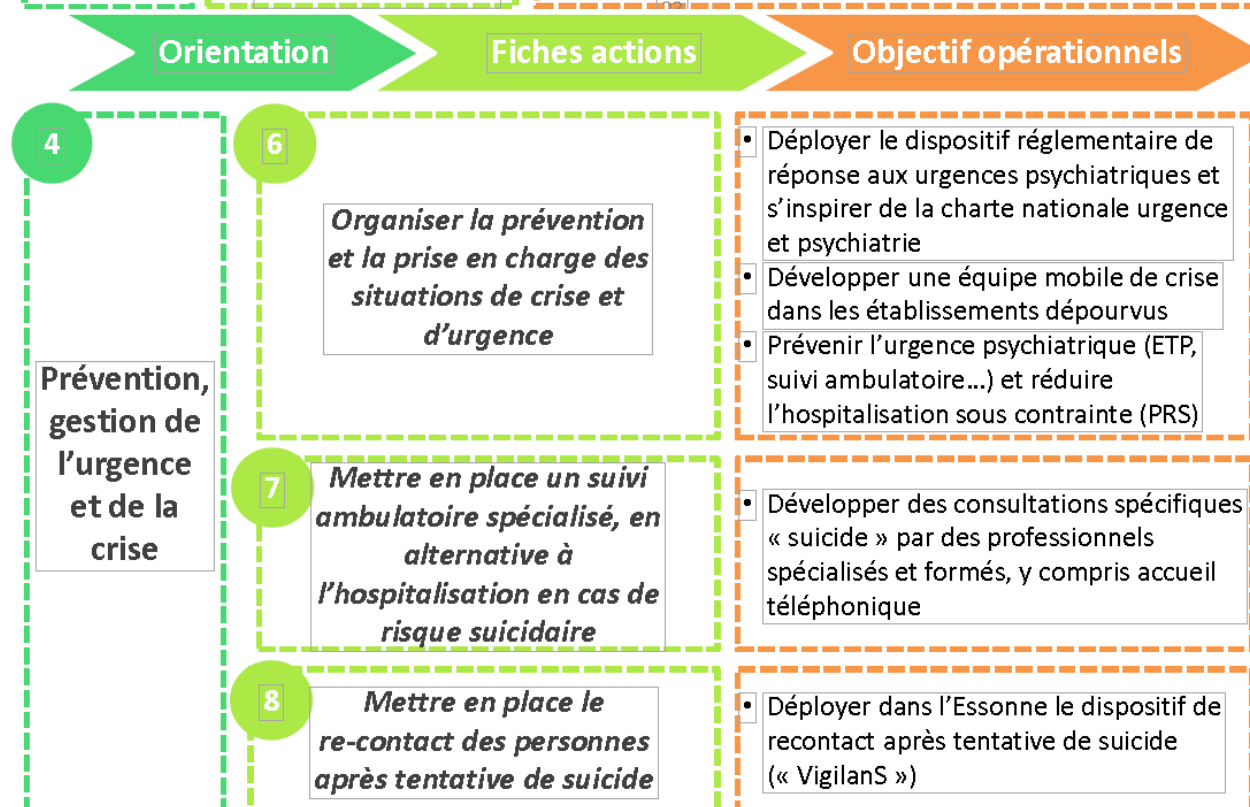 Orientation
Fiches actions
Objectif opérationnels
4
Prévention,
gestion de
l’urgence
et de la
crise
6
Organiser la prévention
et la prise en charge des
situations de crise et
d’urgence
• Déployer le dispositif réglementaire de
réponse aux urgences psychiatriques et
s’inspirer de la charte nationale urgence
et psychiatrie
• Développer une équipe mobile de crise
dans les établissements dépourvus
• Prévenir l’urgence psychiatrique (ETP,
suivi ambulatoire...) et réduire
l’hospitalisation sous contrainte (PRS)
7
Mettre en place un suivi
ambulatoire spécialisé, en
alternative à
l’hospitalisation en cas de
risque suicidaire
• Développer des consultations spécifiques
« suicide » par des professionnels
spécialisés et formés, y compris accueil
téléphonique
8
Mettre en place le
re-contact des personnes
après tentative de suicide
• Déployer dans l’Essonne le dispositif de
recontact après tentative de suicide
(« VigilanS »)